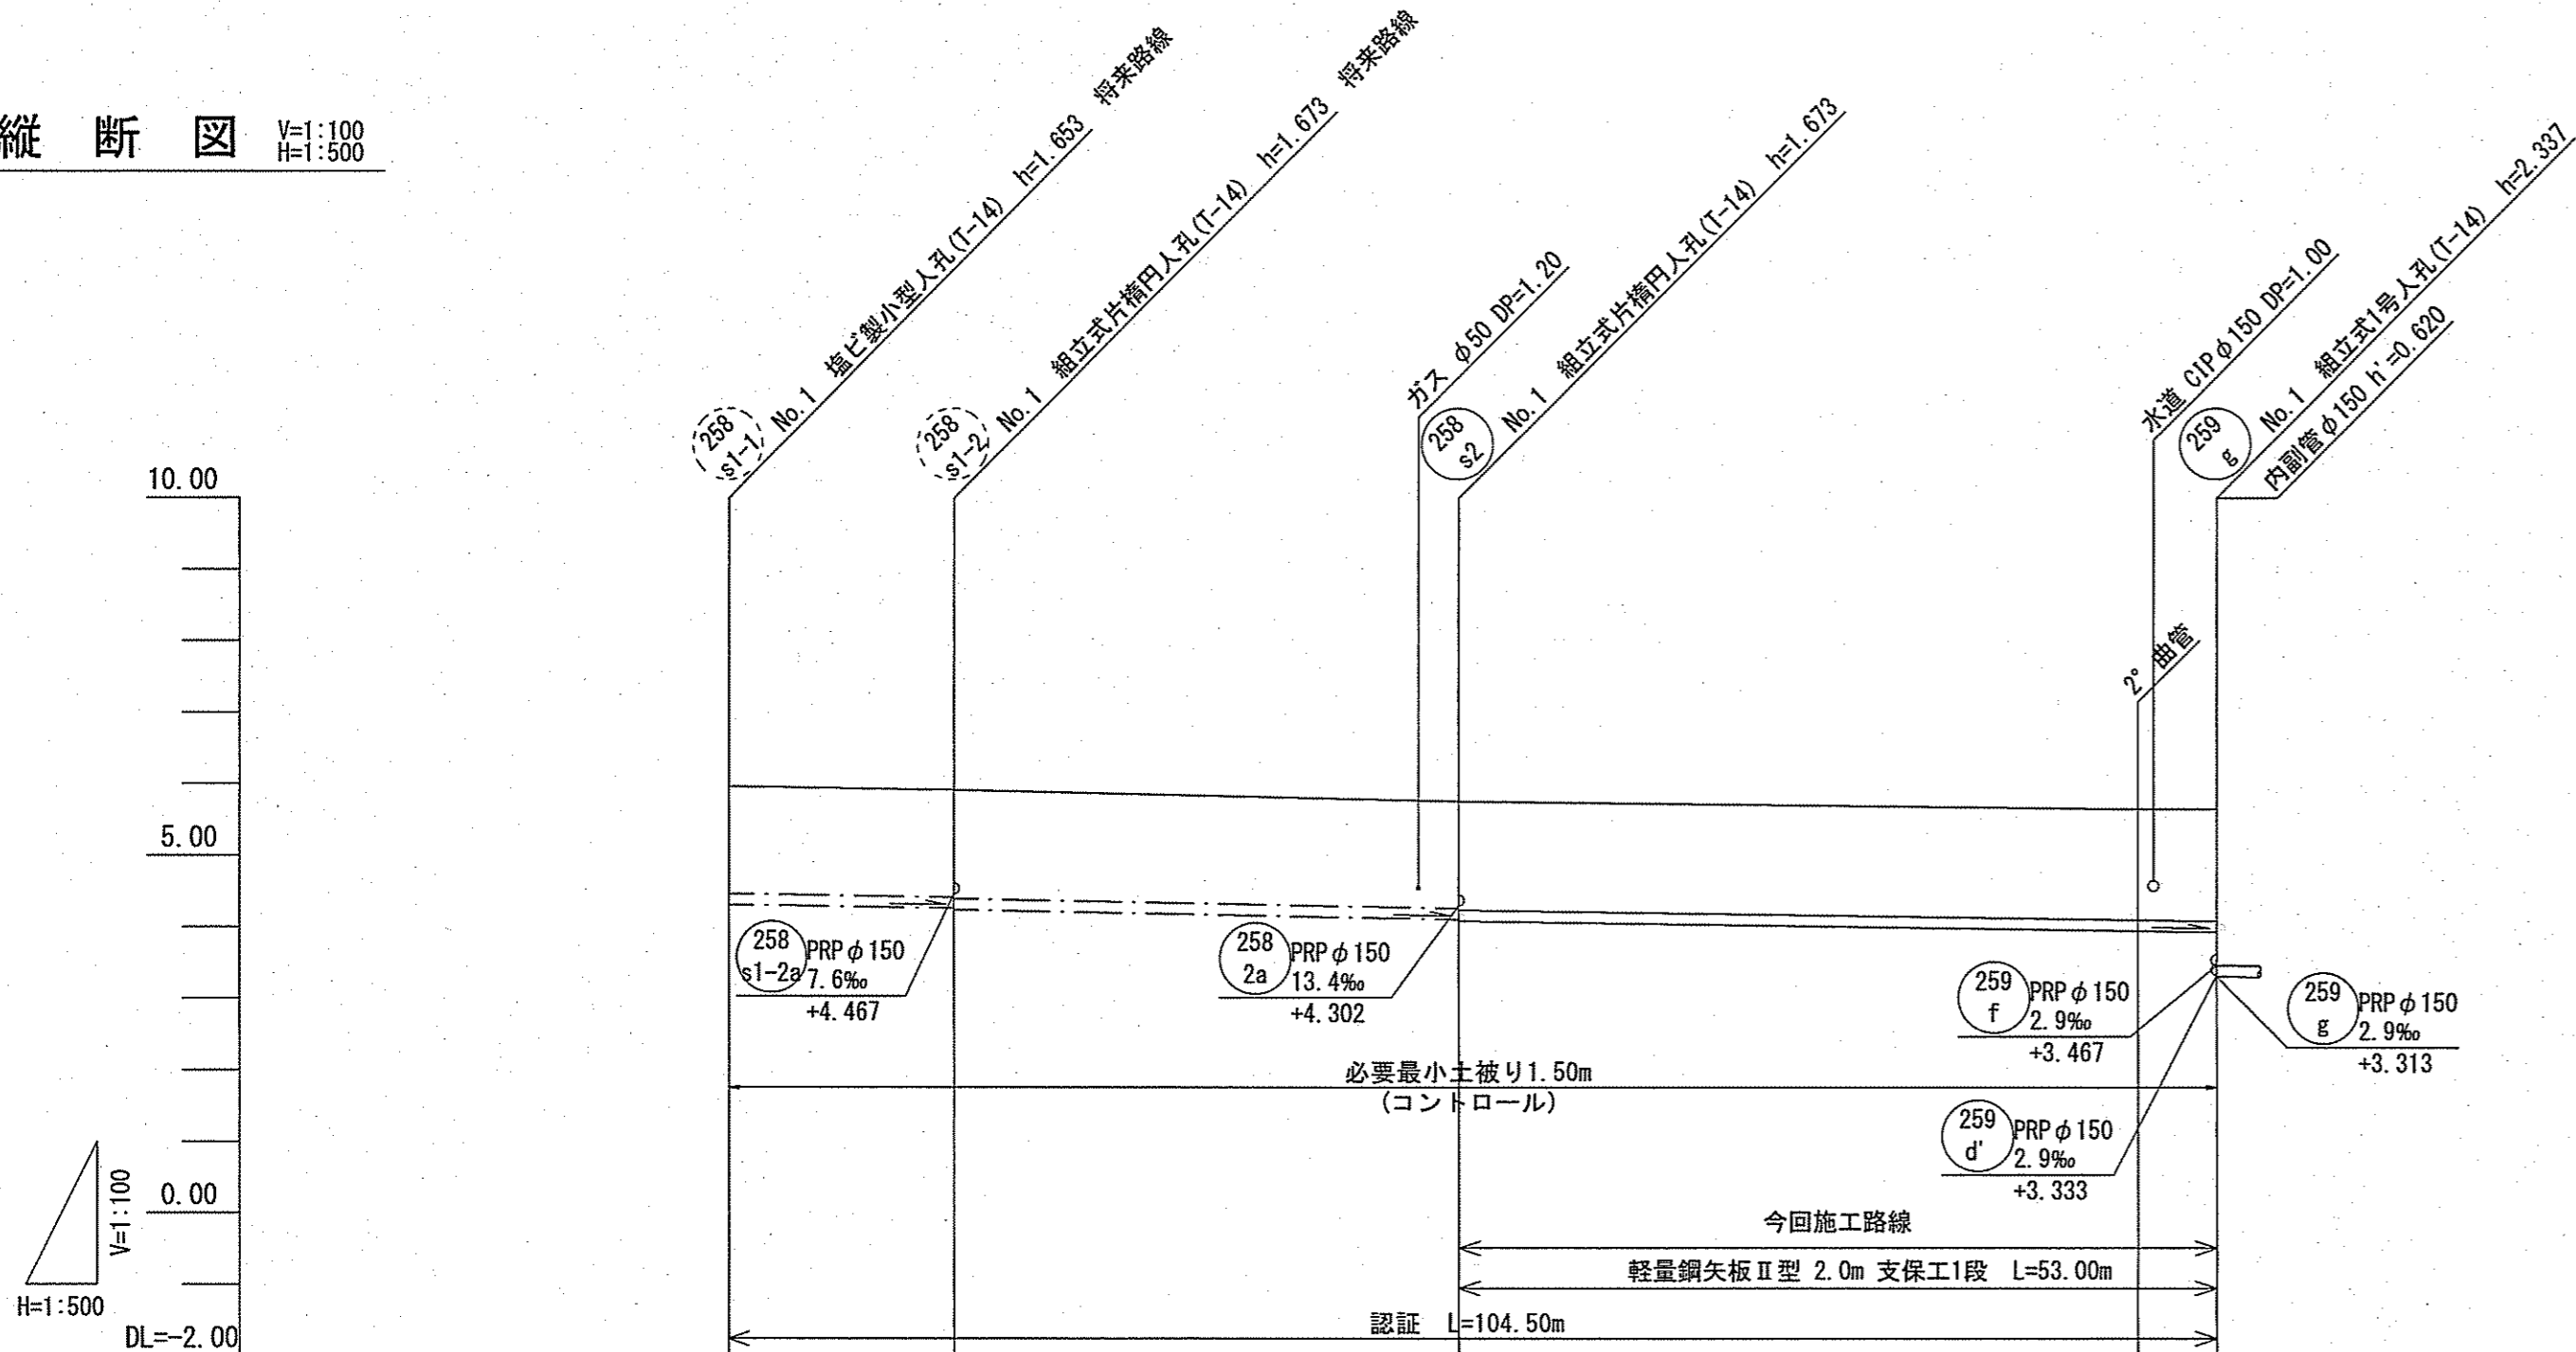 縦 断 図
V=1:100
H=1:500
No.1 塩ビ製小型人孔(T-14) h=1.653 将来路線
258
s1-1
No.1 組立式片楕円人孔(T-14) h=1.673 将来路線
258
s1-2
ガス φ50 DP=1.20
No.1 組立式片楕円人孔(T-14) h=1.673
258
s2
水道 CIPφ150 DP=1.00
No.1 組立式1号人孔(T-14) h=2.337
内副管φ150 h'=0.620
259
g
2° 曲管
10.00
5.00
0.00
DL=-2.00
V=1:100
H=1:500
258
s1-2a
PRPφ150
7.6‰
+4.467
258
2a
PRPφ150
13.4‰
+4.302
259
f
PRPφ150
2.9‰
+3.467
259
g
PRPφ150
2.9‰
+3.313
必要最小土被り1.50m
(コントロール)
259
d'
PRPφ150
2.9‰
+3.333
今回施工路線
軽量鋼矢板Ⅱ型 2.0m 支保工1段 L=53.00m
認証 L=104.50m